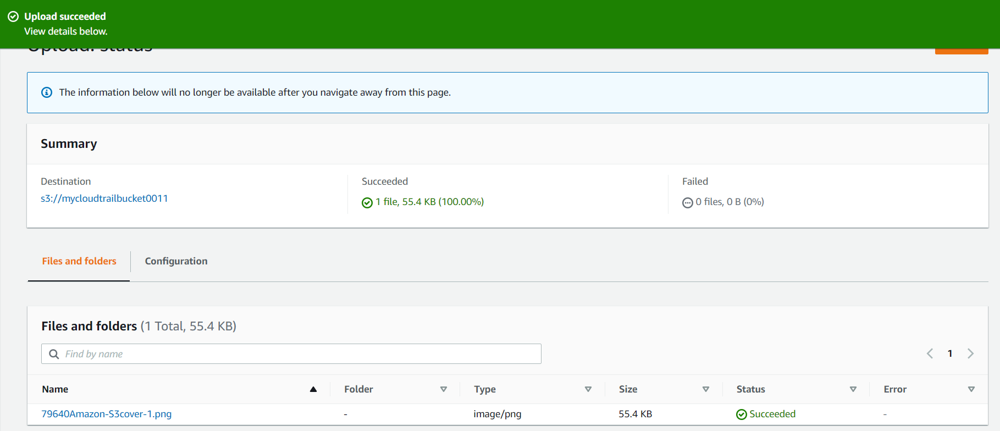 Upload succeeded
View details below.
Upload: status
The information below will no longer be available after you navigate away from this page.
Summary
Destination
s3://mycloudtrailbucket0011
Succeeded
1 file, 55.4 KB (100.00%)
Failed
0 files, 0 B (0%)
Files and folders
Configuration
Files and folders (1 Total, 55.4 KB)
Find by name
1
Name Folder Type Size Status Error
79640Amazon-S3cover-1.png - image/png 55.4 KB Succeeded -